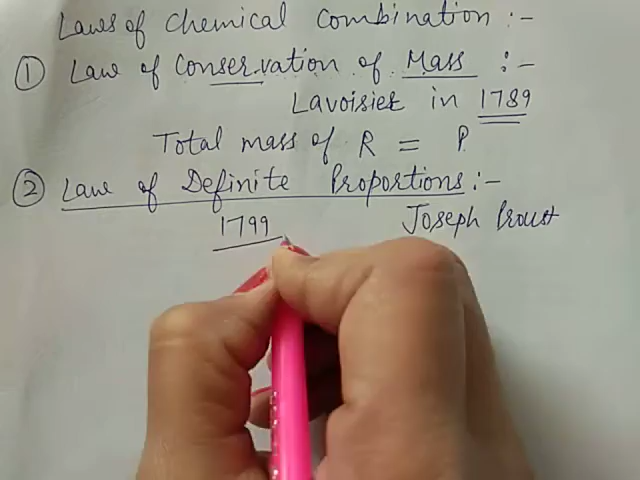 Laws of Chemical Combination :-
① Law of Conservation of Mass :-
Lavoisier in 1789
Total mass of R = P
② Law of Definite Proportions :-
1799 Joseph Proust